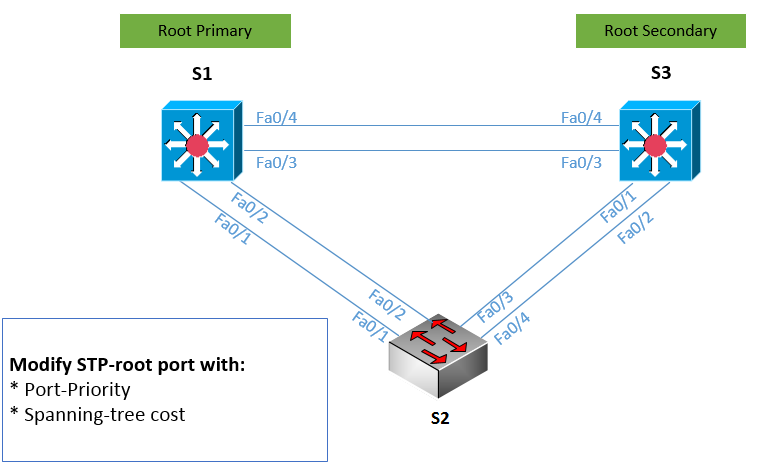 Root Primary
Root Secondary
S1
S3
Fa0/4
Fa0/4
Fa0/3
Fa0/3
Fa0/2
Fa0/1
Fa0/1
Fa0/2
Fa0/2
Fa0/1
Fa0/3
Fa0/4
S2
Modify STP-root port with:
* Port-Priority
* Spanning-tree cost